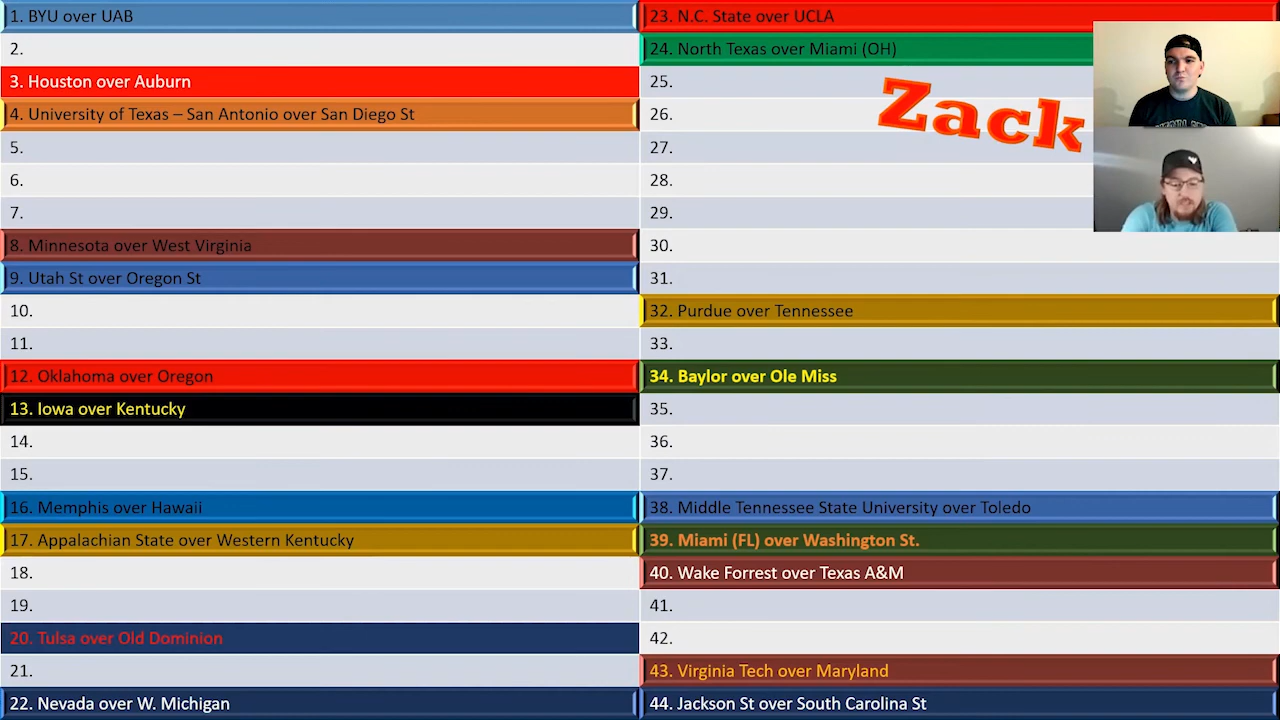 1. BYU over UAB
2.
3. Houston over Auburn
4. University of Texas – San Antonio over San Diego St
5.
6.
7.
8. Minnesota over West Virginia
9. Utah St over Oregon St
10.
11.
12. Oklahoma over Oregon
13. Iowa over Kentucky
14.
15.
16. Memphis over Hawaii
17. Appalachian State over Western Kentucky
18.
19.
20. Tulsa over Old Dominion
21.
22. Nevada over W. Michigan
23. N.C. State over UCLA
24. North Texas over Miami (OH)
25.
26.
27.
28.
29.
30.
31.
32. Purdue over Tennessee
33.
34. Baylor over Ole Miss
35.
36.
37.
38. Middle Tennessee State University over Toledo
39. Miami (FL) over Washington St.
40. Wake Forrest over Texas A&M
41.
42.
43. Virginia Tech over Maryland
44. Jackson St over South Carolina St
Zack